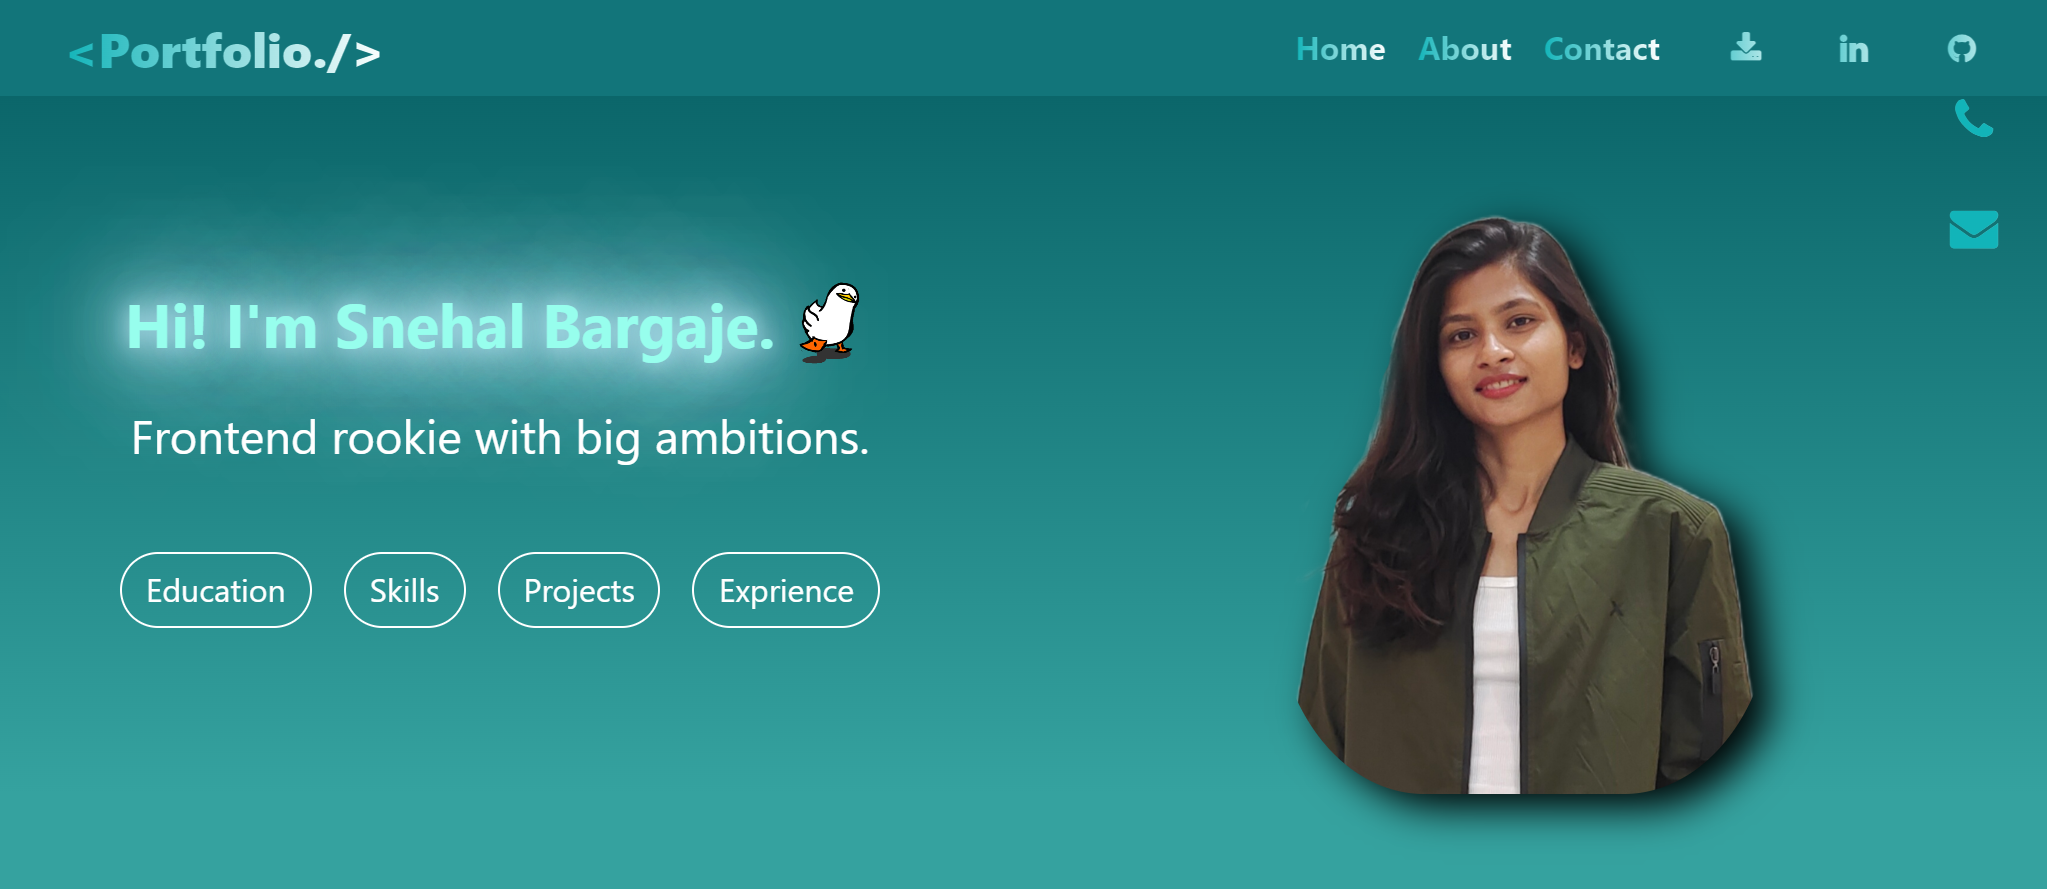 <Portfolio./>
Home About Contact in
Hi! I'm Snehal Bargaje.
Frontend rookie with big ambitions.
Education Skills Projects Exprience